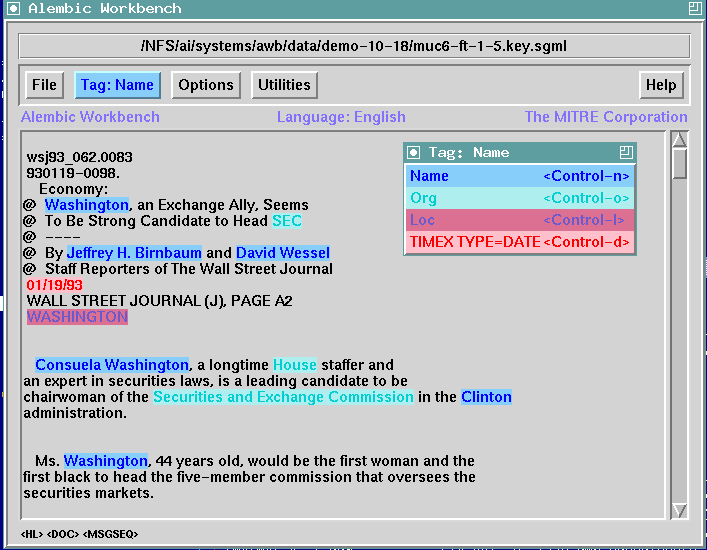 Alembic Workbench
/NFS/ai/systems/awb/data/demo-10-18/muc6-ft-1-5.key.sgml
File Tag: Name Options Utilities Help
Alembic Workbench Language: English The MITRE Corporation
wsj93_062.0083
930119-0098.
Economy:
@ Washington, an Exchange Ally, Seems
@ To Be Strong Candidate to Head SEC
@ ----
@ By Jeffrey H. Birnbaum and David Wessel
@ Staff Reporters of The Wall Street Journal
01/19/93
WALL STREET JOURNAL (J), PAGE A2
WASHINGTON
Tag: Name
Name <Control-n>
Org <Control-o>
Loc <Control-l>
TIMEX TYPE=DATE <Control-d>
Consuela Washington, a longtime House staffer and
an expert in securities laws, is a leading candidate to be
chairwoman of the Securities and Exchange Commission in the Clinton
administration.
Ms. Washington, 44 years old, would be the first woman and the
first black to head the five-member commission that oversees the
securities markets.
<HL> <DOC> <MSGSEQ>